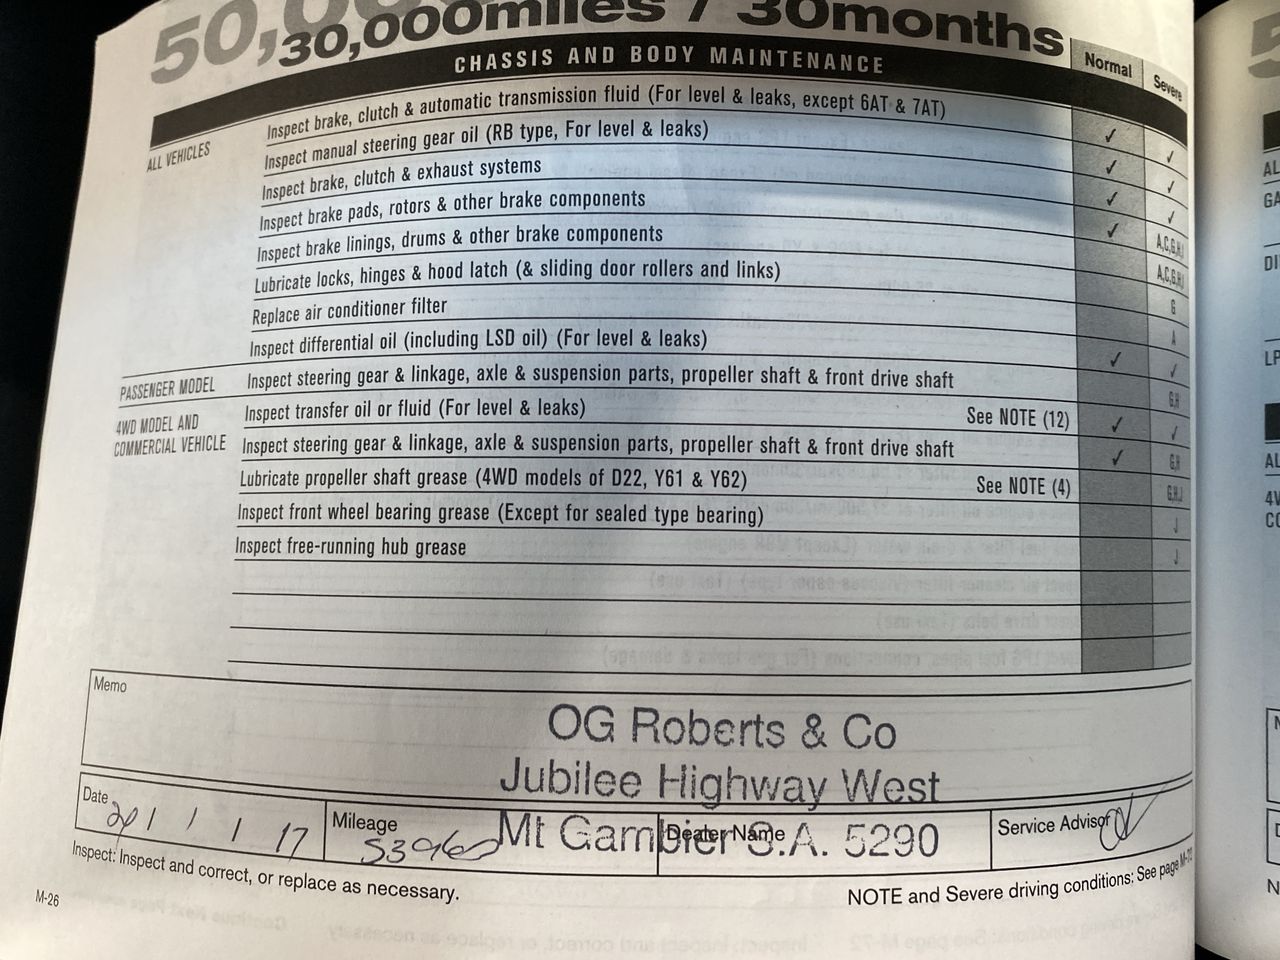 50,0
30,000miles / 30months
CHASSIS AND BODY MAINTENANCE
Normal
Severe
ALL VEHICLES
Inspect brake, clutch & automatic transmission fluid (For level & leaks, except 6AT & 7AT) ✓ ✓
Inspect manual steering gear oil (RB type, For level & leaks) ✓ ✓
Inspect brake, clutch & exhaust systems ✓ ✓
Inspect brake pads, rotors & other brake components ✓ A,C,G,H,I
Inspect brake linings, drums & other brake components A,C,G,H,I
Lubricate locks, hinges & hood latch (& sliding door rollers and links) G
Replace air conditioner filter A
Inspect differential oil (including LSD oil) (For level & leaks) ✓ ✓
PASSENGER MODEL
Inspect steering gear & linkage, axle & suspension parts, propeller shaft & front drive shaft G,H
4WD MODEL AND
COMMERCIAL VEHICLE
Inspect transfer oil or fluid (For level & leaks) See NOTE (12) ✓ ✓
Inspect steering gear & linkage, axle & suspension parts, propeller shaft & front drive shaft ✓ G,H
Lubricate propeller shaft grease (4WD models of D22, Y61 & Y62) See NOTE (4) G,H,J
Inspect front wheel bearing grease (Except for sealed type bearing) J
Inspect free-running hub grease J
Memo
OG Roberts & Co
Jubilee Highway West
Mt Gambier S.A. 5290
Date
/ 1 / 17
Mileage
53960
Dealer Name
Service Advisor
Inspect: Inspect and correct, or replace as necessary.
NOTE and Severe driving conditions: See page M-72
M-26